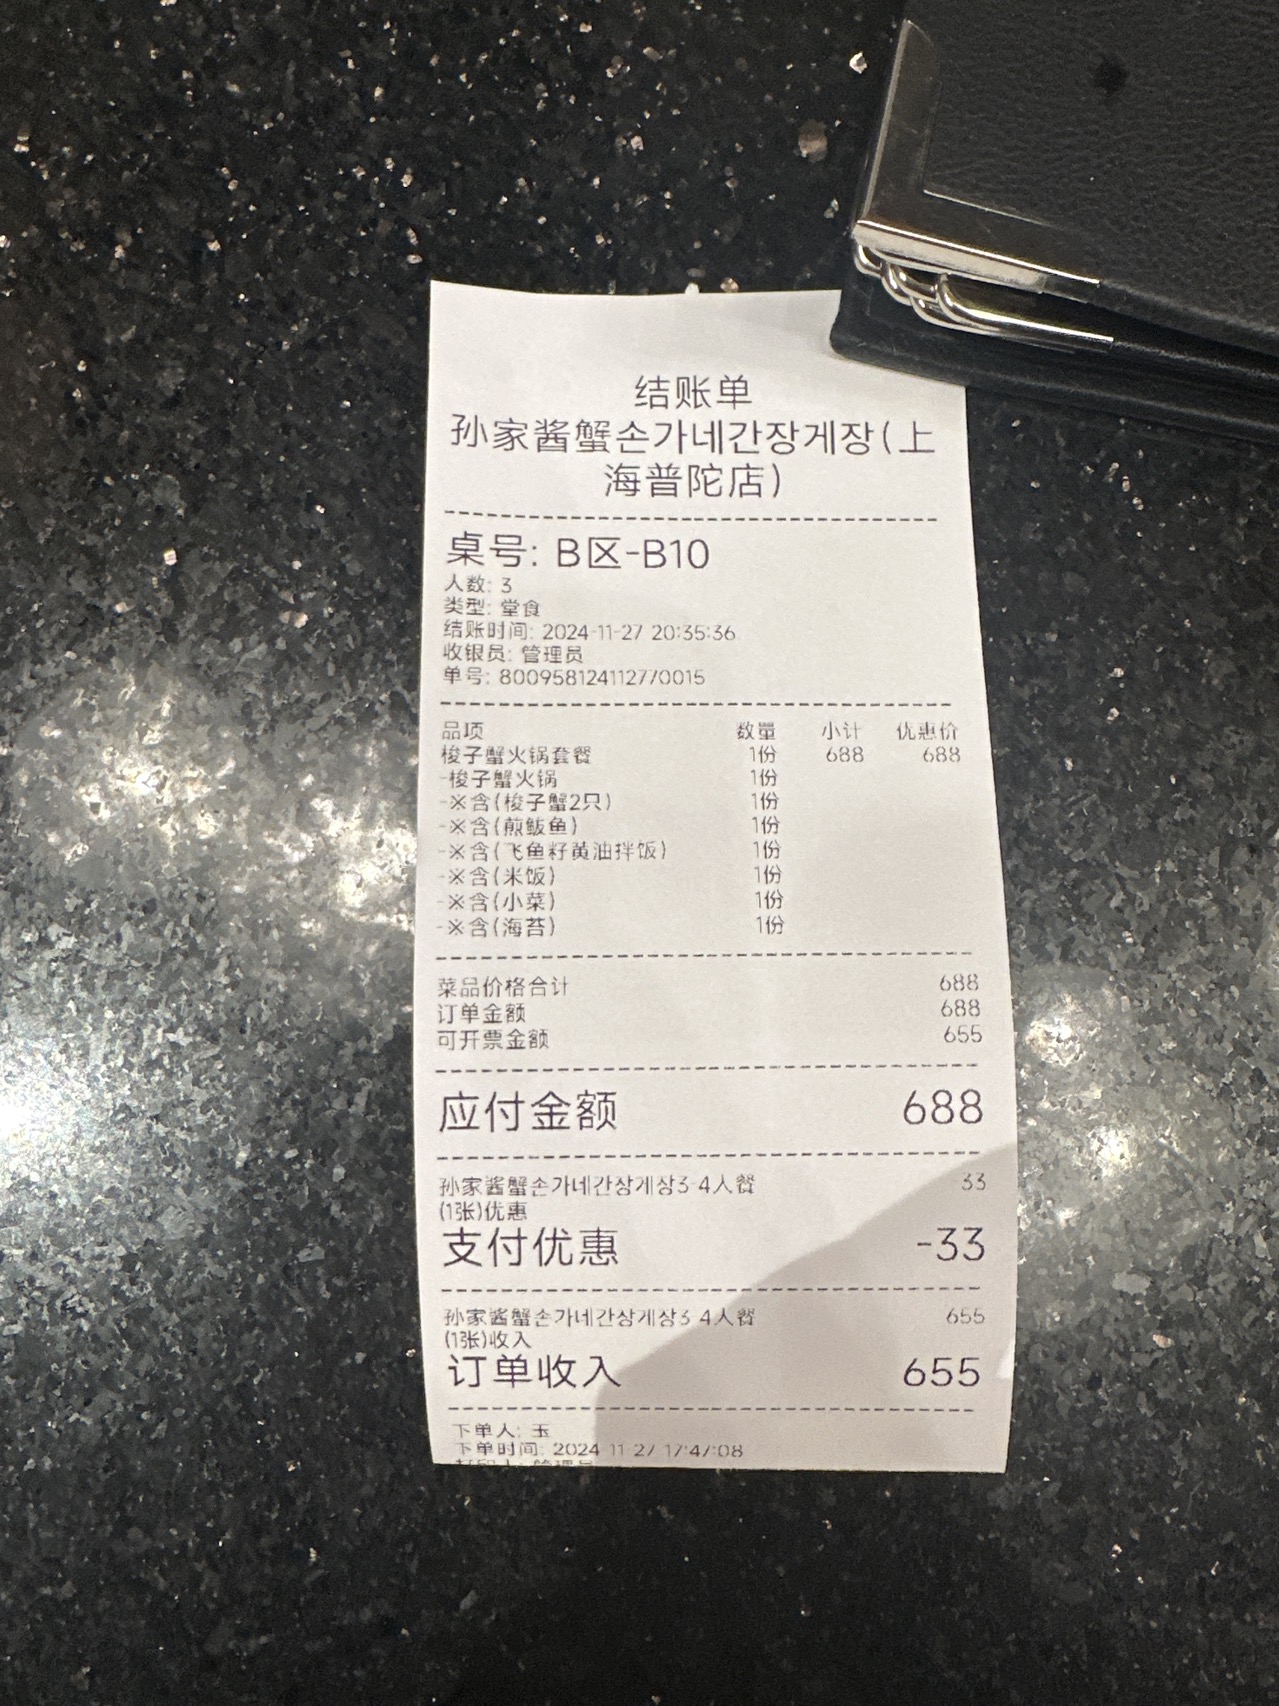 结账单
孙家酱蟹손가네간장게장(上
海普陀店)
桌号: B区-B10
人数: 3
类型: 堂食
结账时间: 2024-11-27 20:35:36
收银员: 管理员
单号: 800958124112770015
品项 数量 小计 优惠价
梭子蟹火锅套餐 1份 688 688
-梭子蟹火锅 1份
-※含(梭子蟹2只) 1份
-※含(煎鲅鱼) 1份
-※含(飞鱼籽黄油拌饭) 1份
-※含(米饭) 1份
-※含(小菜) 1份
-※含(海苔) 1份
菜品价格合计 688
订单金额 688
可开票金额 655
应付金额 688
孙家酱蟹손가네간장게장3-4人餐 33
(1张)优惠
支付优惠 -33
孙家酱蟹손가네간장게장3-4人餐 655
(1张)收入
订单收入 655
下单人: 玉
下单时间: 2024-11-27 17:47:08
打印人: 管理员